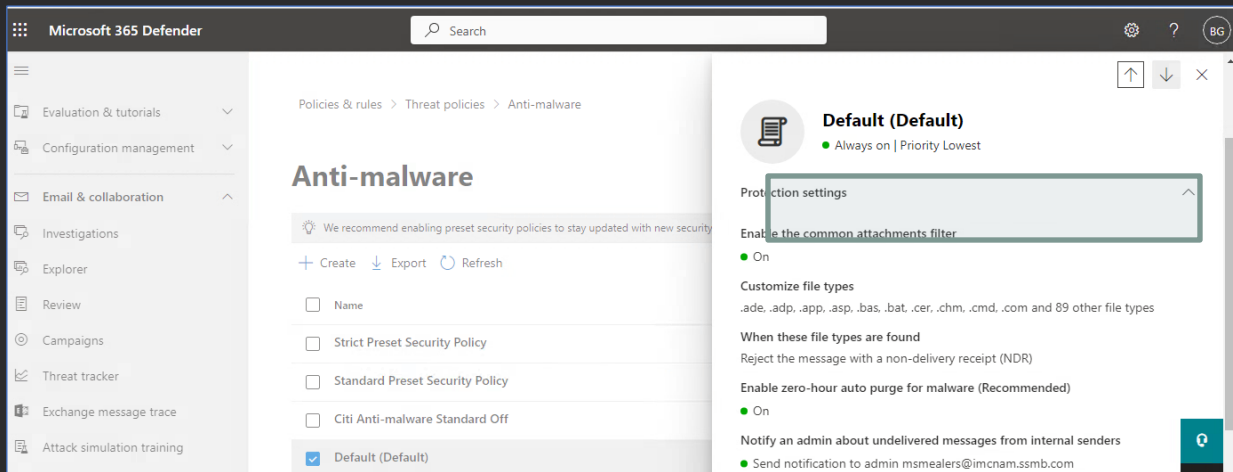 Microsoft 365 Defender
Search
BG
Evaluation & tutorials
Configuration management
Email & collaboration
Investigations
Explorer
Review
Campaigns
Threat tracker
Exchange message trace
Attack simulation training
Policies & rules > Threat policies > Anti-malware
Anti-malware
We recommend enabling preset security policies to stay updated with new security
Create Export Refresh
Name
Strict Preset Security Policy
Standard Preset Security Policy
Citi Anti-malware Standard Off
Default (Default)
Default (Default)
Always on | Priority Lowest
Protection settings
Enable the common attachments filter
On
Customize file types
.ade, .adp, .app, .asp, .bas, .bat, .cer, .chm, .cmd, .com and 89 other file types
When these file types are found
Reject the message with a non-delivery receipt (NDR)
Enable zero-hour auto purge for malware (Recommended)
On
Notify an admin about undelivered messages from internal senders
Send notification to admin msmealers@imcnam.ssmb.com